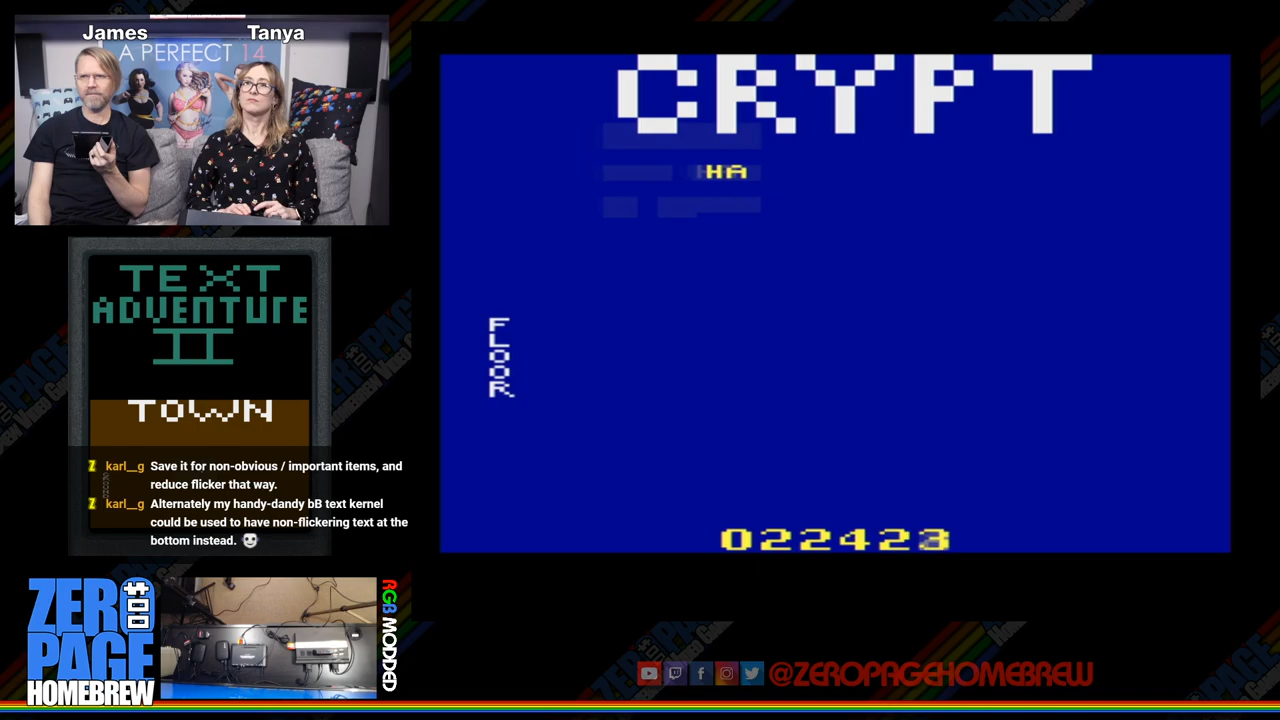 James
Tanya
A PERFECT 14
CRYPT
HA
FLOOR
022423
TEXT
ADVENTURE
II
TOWN
karl__g Save it for non-obvious / important items, and
reduce flicker that way.
karl__g Alternately my handy-dandy bB text kernel
could be used to have non-flickering text at the
bottom instead.
ZERO
PAGE
HOMEBREW
RGB MODDED
@ZEROPAGEHOMEBREW